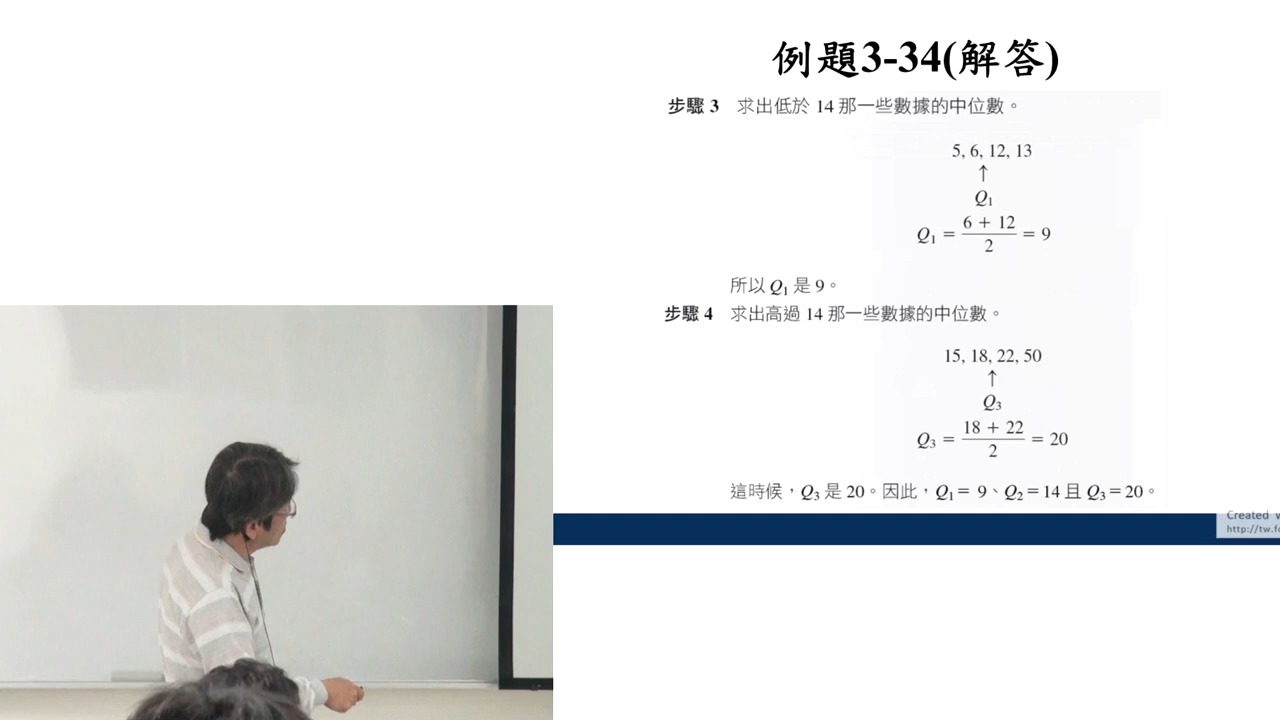 例題3-34(解答)
步驟 3 求出低於 14 那一些數據的中位數。
5, 6, 12, 13
↑
Q₁
Q₁ = (6 + 12)/2 = 9
所以 Q₁ 是 9。
步驟 4 求出高過 14 那一些數據的中位數。
15, 18, 22, 50
↑
Q₃
Q₃ = (18 + 22)/2 = 20
這時候，Q₃ 是 20。因此，Q₁ = 9、Q₂ = 14 且 Q₃ = 20。
Created
http://tw.f